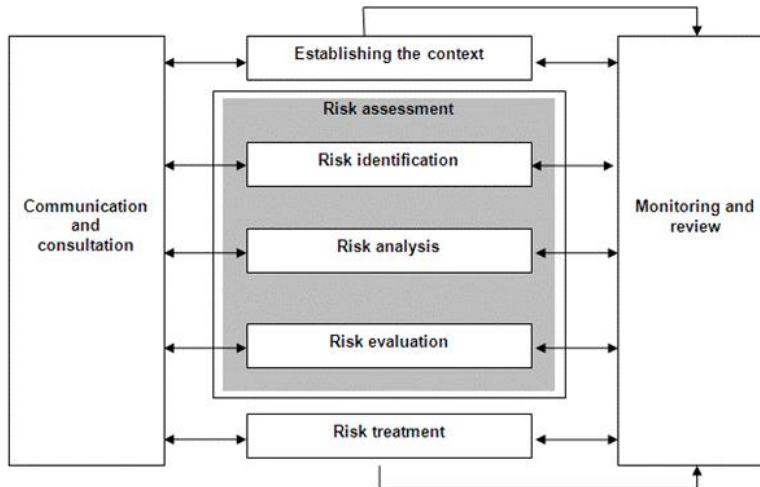 Establishing the context
Risk assessment
Risk identification
Communication
and
consultation
Monitoring and
review
Risk analysis
Risk evaluation
Risk treatment